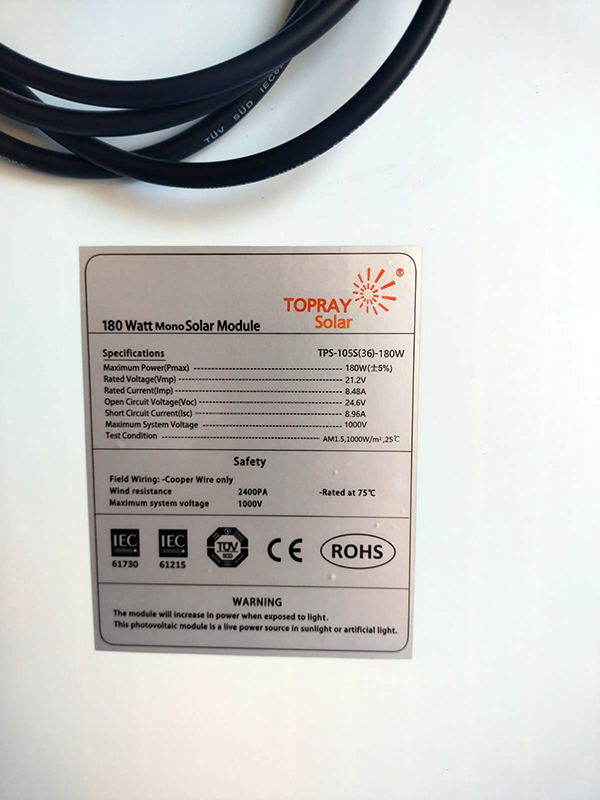 TÜV SÜD IEC6
TOPRAY ®
Solar
180 Watt Mono Solar Module
Specifications TPS-105S(36)-180W
Maximum Power(Pmax) 180W(±5%)
Rated Voltage(Vmp) 21.2V
Rated Current(Imp) 8.48A
Open Circuit Voltage(Voc) 24.6V
Short Circuit Current(Isc) 8.96A
Maximum System Voltage 1000V
Test Condition AM1.5,1000W/m²,25℃
Safety
Field Wiring: -Cooper Wire only
Wind resistance 2400PA -Rated at 75℃
Maximum system voltage 1000V
IEC IEC TÜV SÜD CE ROHS
61730 61215
WARNING
The module will increase in power when exposed to light.
This photovoltaic module is a live power source in sunlight or artificial light.